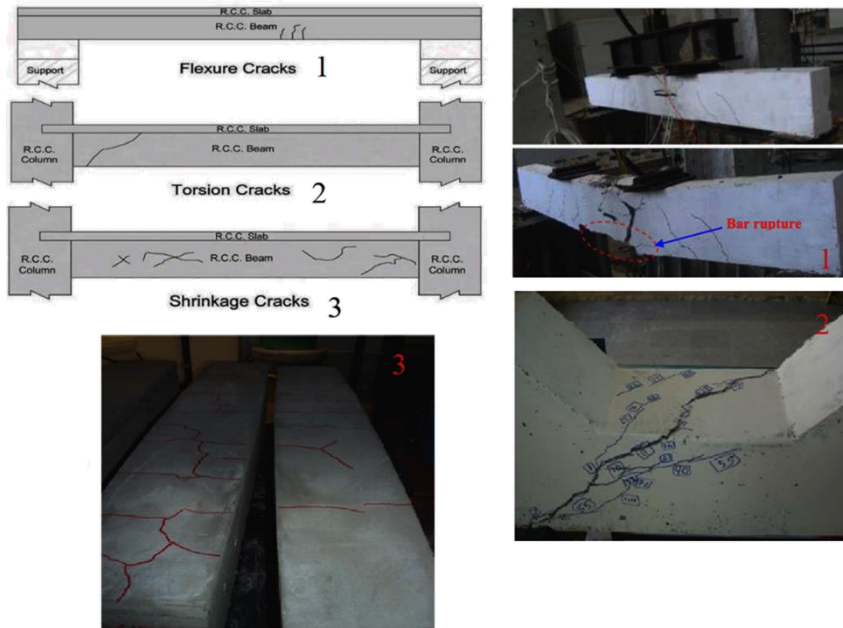 R.C.C. Slab
R.C.C. Beam
Support
Support
Flexure Cracks 1
R.C.C. Slab
R.C.C.
Column
R.C.C. Beam
R.C.C.
Column
Torsion Cracks 2
R.C.C. Slab
R.C.C.
Column
R.C.C. Beam
R.C.C.
Column
Shrinkage Cracks 3
Bar rupture
1
2
55
3